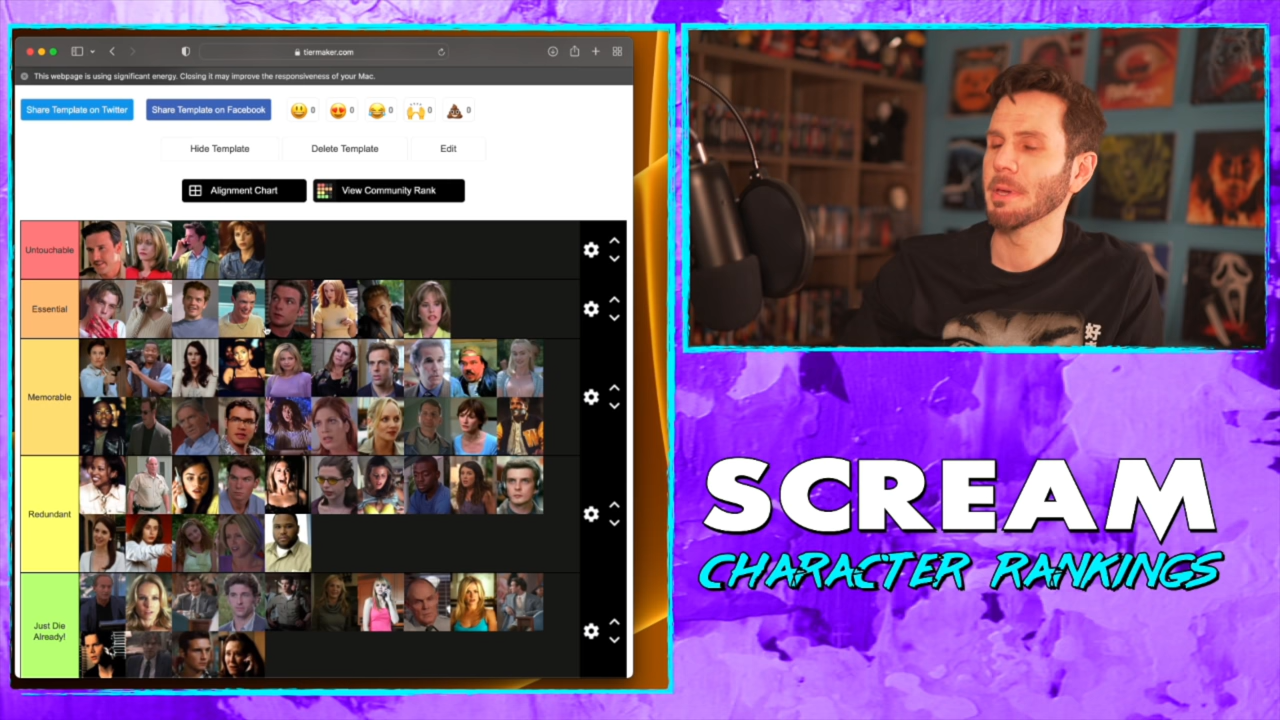 tiermaker.com
This webpage is using significant energy. Closing it may improve the responsiveness of your Mac.
Share Template on Twitter
Share Template on Facebook
0
0
0
0
0
Hide Template
Delete Template
Edit
Alignment Chart
View Community Rank
Untouchable
Essential
Memorable
Redundant
Just Die
Already!
好
SCREAM
CHARACTER RANKINGS